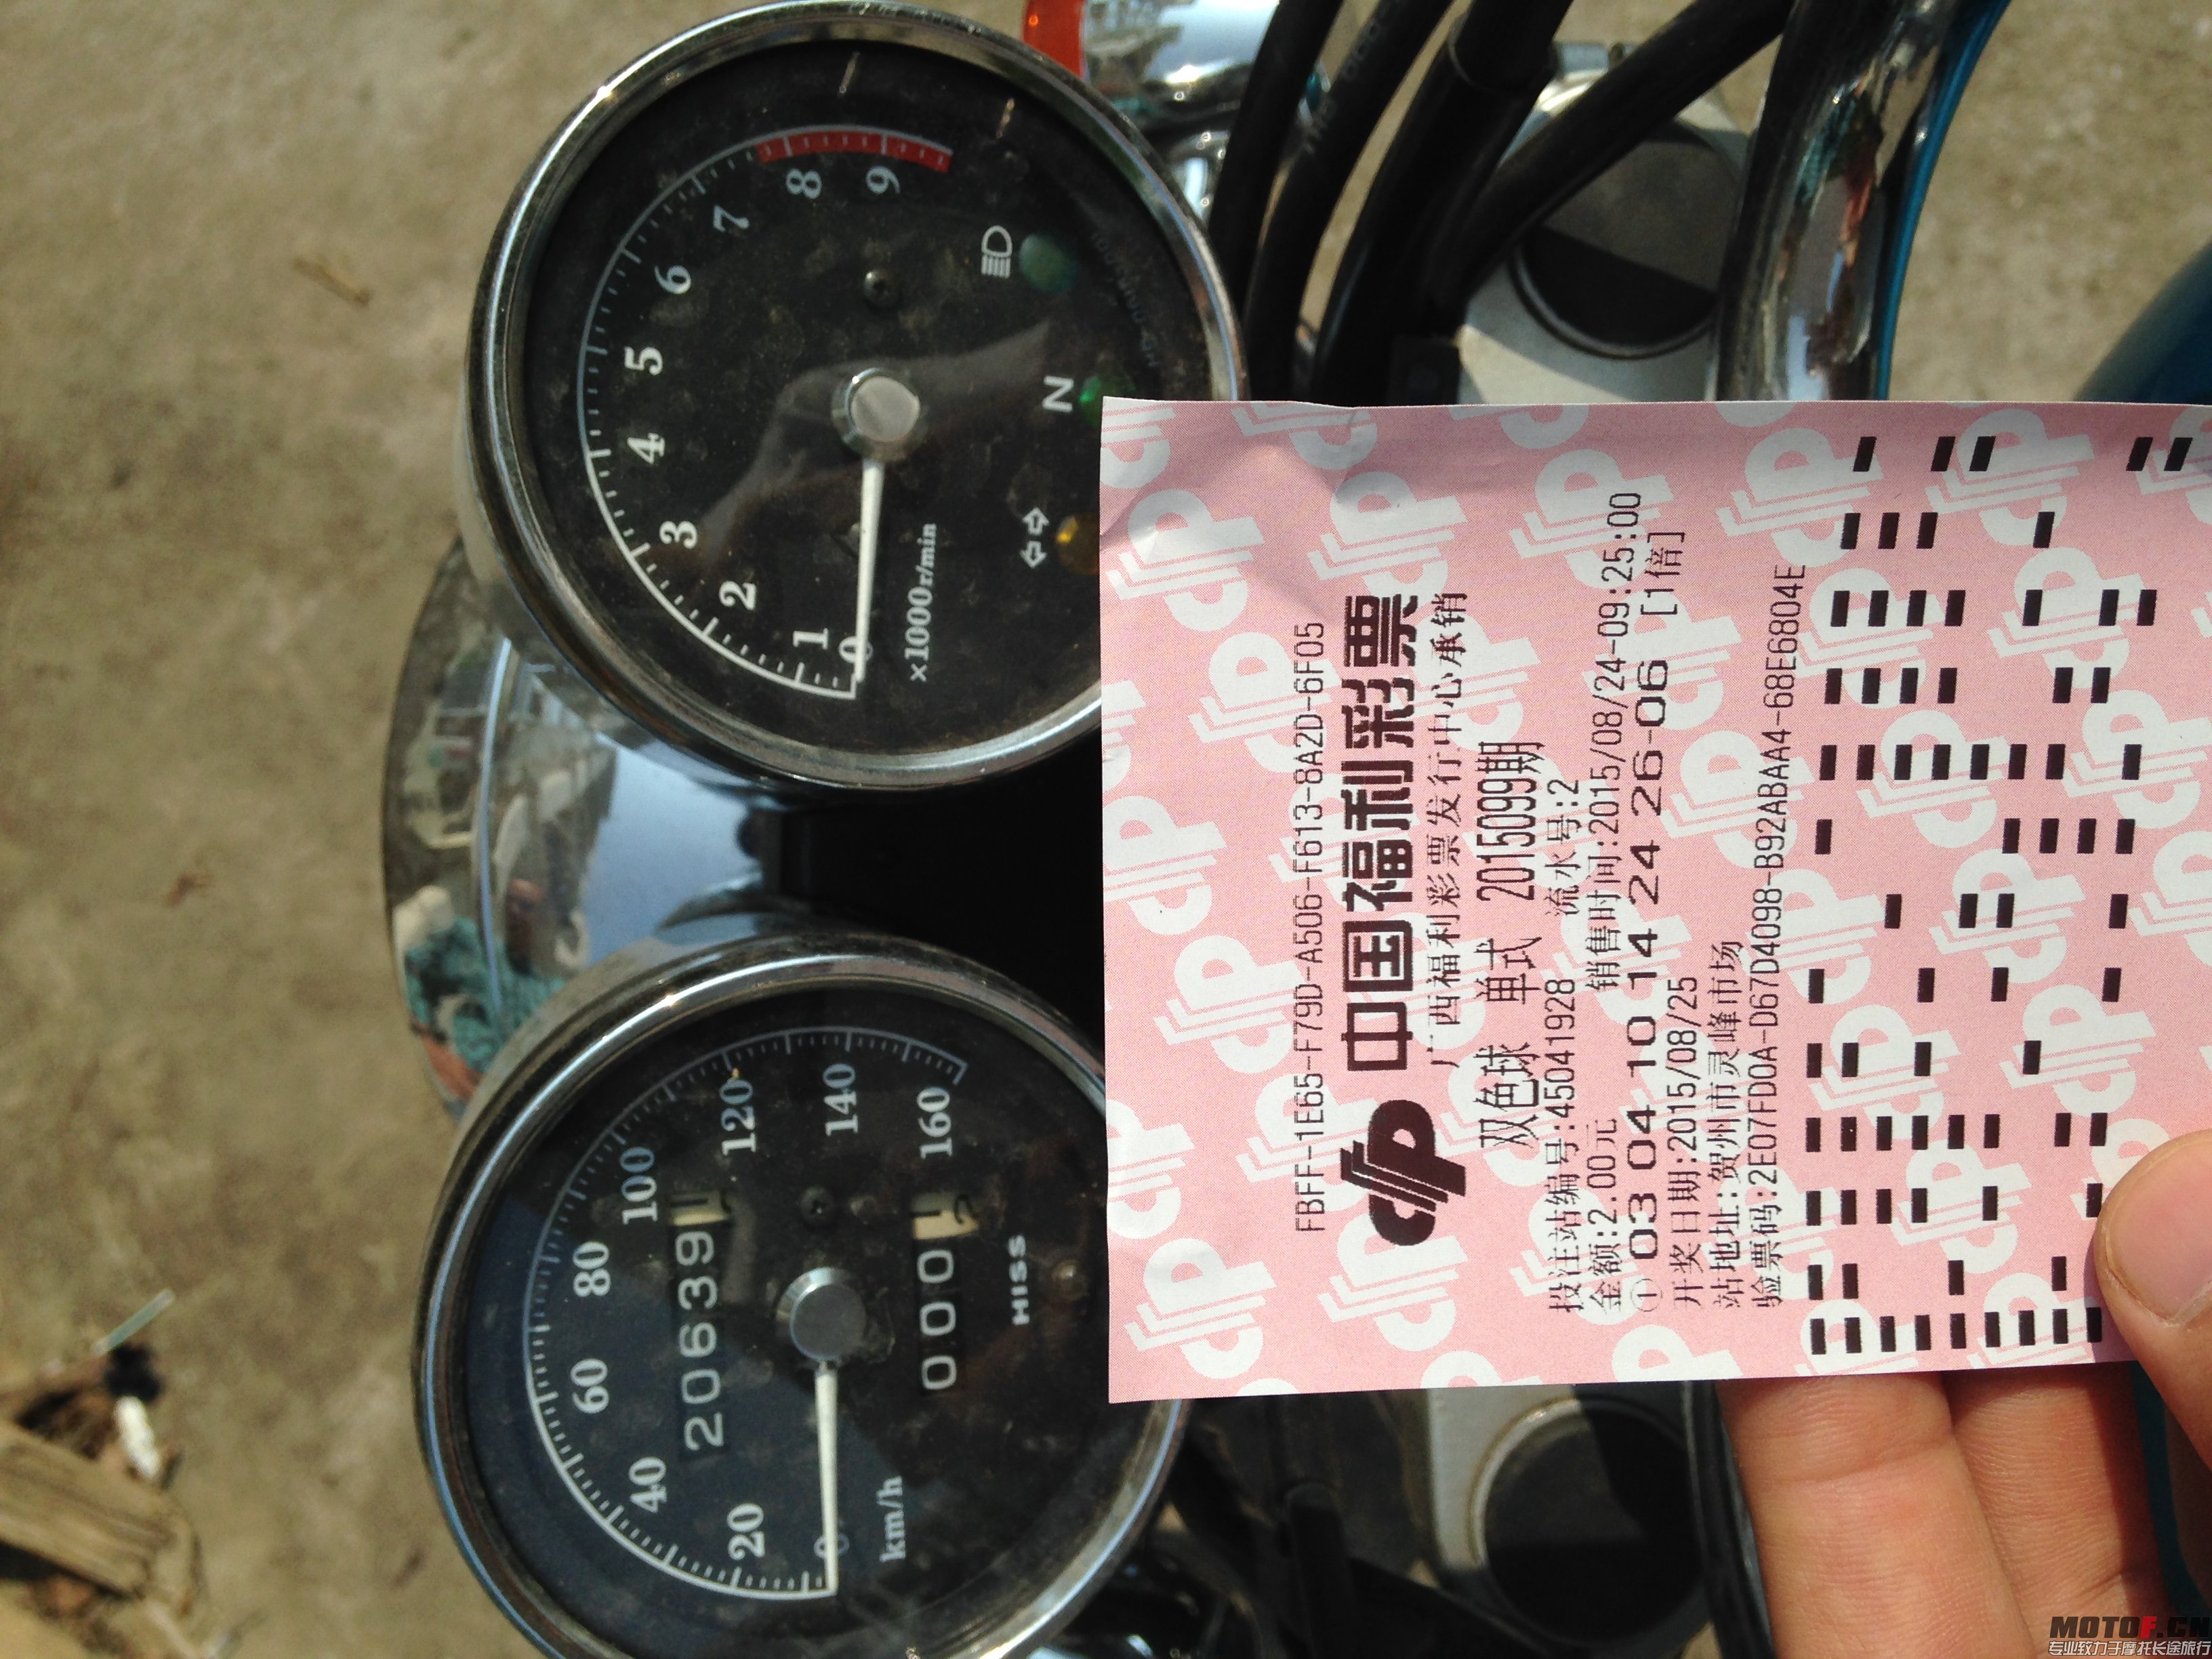 0
1
2
3
4
5
6
7
8
9
×1000r/min
N
0
20
40
60
80
100
120
140
160
20639
km/h
000
HISS
FBFF-1E65-F79D-A506-F613-8A2D-6F05
中国福利彩票
广西福利彩票发行中心承销
双色球 单式 2015099期
投注站编号:45041928 流水号:2
金额:2.00元 销售时间:2015/08/24-09:25:00
① 03 04 10 14 24 26-06 [1倍]
开奖日期:2015/08/25
站地址:贺州市灵峰市场
验票码:2E07FD0A-D67D4098-B92ABAA4-68E6804E
MOTOF.CN
专业致力于摩托长途旅行